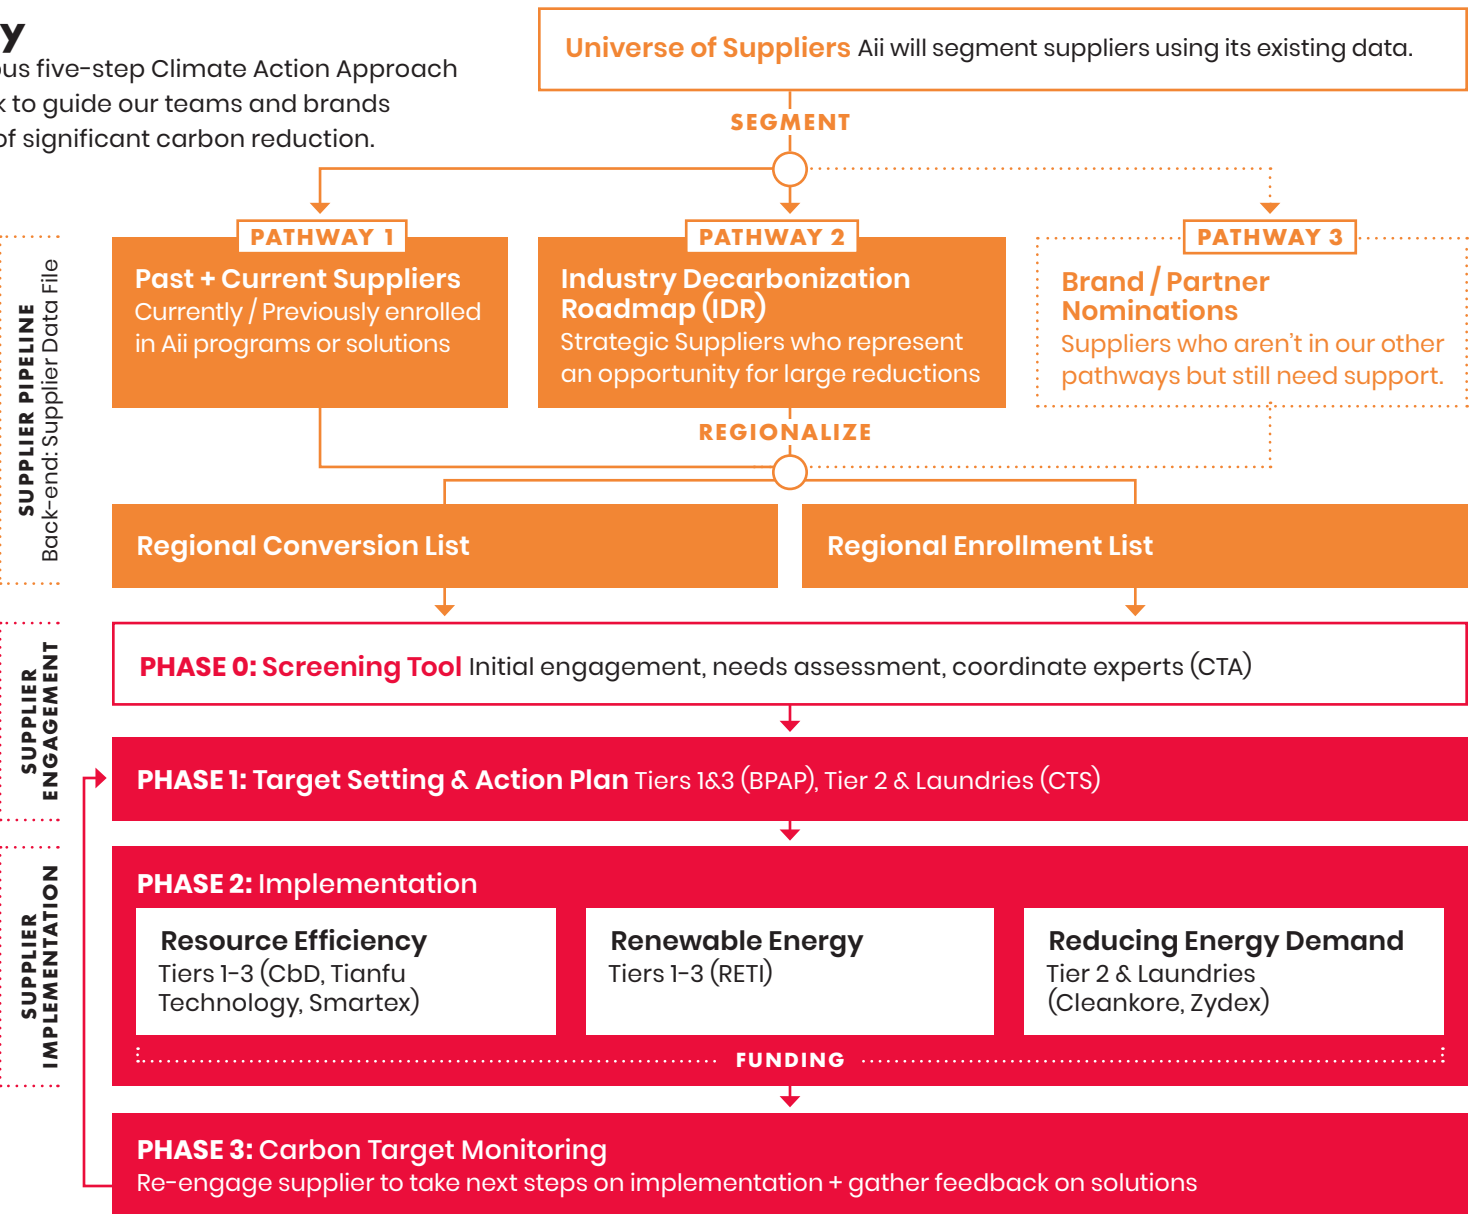 y
us five-step Climate Action Approach
to guide our teams and brands
of significant carbon reduction.
Universe of Suppliers Aii will segment suppliers using its existing data.
SEGMENT
PATHWAY 1
Past + Current Suppliers
Currently / Previously enrolled
in Aii programs or solutions
PATHWAY 2
Industry Decarbonization
Roadmap (IDR)
Strategic Suppliers who represent
an opportunity for large reductions
PATHWAY 3
Brand / Partner
Nominations
Suppliers who aren't in our other
pathways but still need support.
SUPPLIER PIPELINE
Back-end: Supplier Data File
REGIONALIZE
Regional Conversion List
Regional Enrollment List
SUPPLIER
ENGAGEMENT
PHASE 0: Screening Tool Initial engagement, needs assessment, coordinate experts (CTA)
PHASE 1: Target Setting & Action Plan Tiers 1&3 (BPAP), Tier 2 & Laundries (CTS)
SUPPLIER
IMPLEMENTATION
PHASE 2: Implementation
Resource Efficiency
Tiers 1-3 (CbD, Tianfu
Technology, Smartex)
Renewable Energy
Tiers 1-3 (RETI)
Reducing Energy Demand
Tier 2 & Laundries
(Cleankore, Zydex)
FUNDING
PHASE 3: Carbon Target Monitoring
Re-engage supplier to take next steps on implementation + gather feedback on solutions